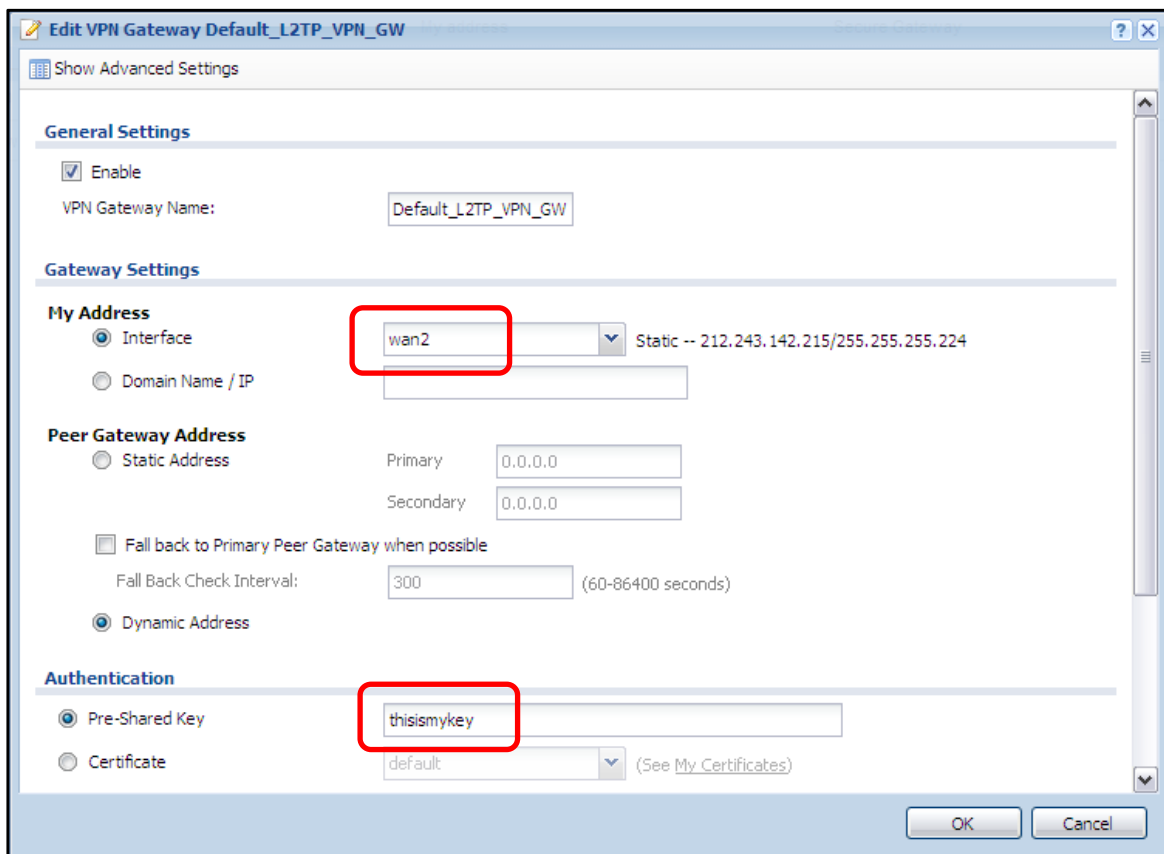 Edit VPN Gateway Default_L2TP_VPN_GW My address Secure Gateway ?
Show Advanced Settings
General Settings
Enable
VPN Gateway Name: Default_L2TP_VPN_GW
Gateway Settings
My Address
Interface wan2 Static -- 212.243.142.215/255.255.255.224
Domain Name / IP
Peer Gateway Address
Static Address Primary 0.0.0.0
Secondary 0.0.0.0
Fall back to Primary Peer Gateway when possible
Fall Back Check Interval: 300 (60-86400 seconds)
Dynamic Address
Authentication
Pre-Shared Key thisismykey
Certificate default (See My Certificates)
OK Cancel